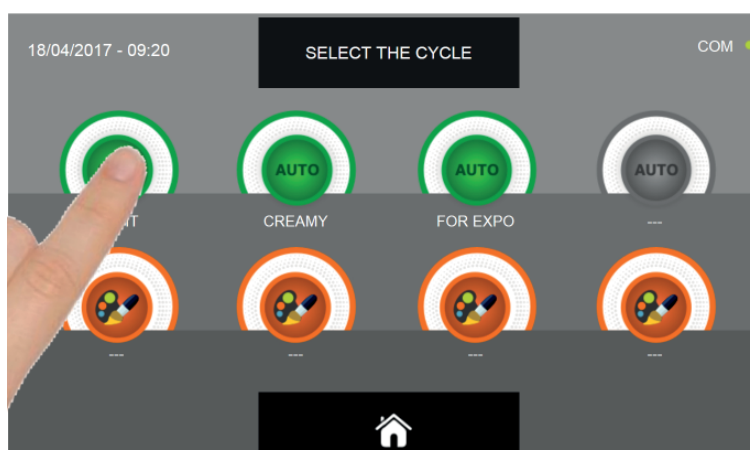 18/04/2017 - 09:20
SELECT THE CYCLE
COM
AUTO
AUTO
AUTO
CREAMY
FOR EXPO
---
---
---
---
---